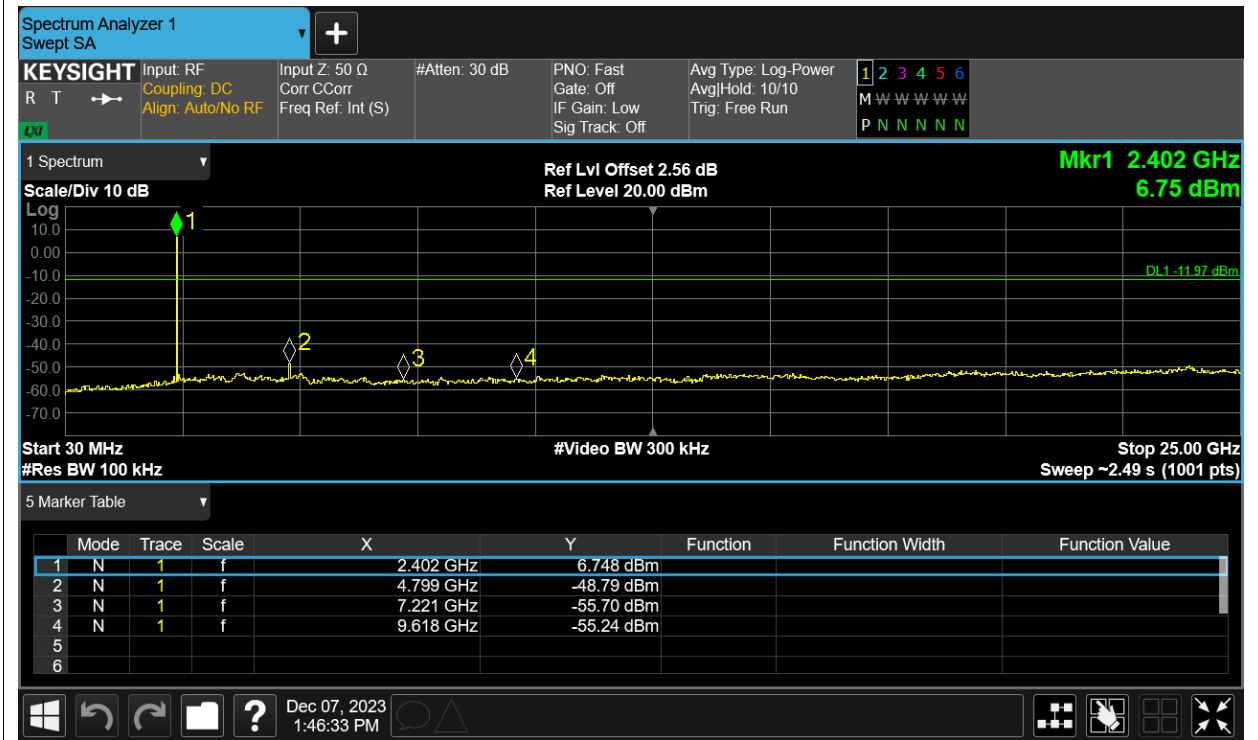 Spectrum Analyzer 1
Swept SA
+
KEYSIGHT Input: RF Input Z: 50 Ω #Atten: 30 dB PNO: Fast Avg Type: Log-Power 1 2 3 4 5 6
R T Coupling: DC Corr CCorr Gate: Off Avg|Hold: 10/10 M W W W W W
Align: Auto/No RF Freq Ref: Int (S) IF Gain: Low Trig: Free Run
LXI Sig Track: Off P N N N N N
1 Spectrum Ref Lvl Offset 2.56 dB Mkr1 2.402 GHz
Scale/Div 10 dB Ref Level 20.00 dBm 6.75 dBm
Log
1
10.0
0.00
-10.0 DL1 -11.97 dBm
-20.0
-30.0
-40.0 2
3 4
-50.0
-60.0
-70.0
Start 30 MHz #Video BW 300 kHz Stop 25.00 GHz
#Res BW 100 kHz Sweep ~2.49 s (1001 pts)
5 Marker Table
Mode Trace Scale X Y Function Function Width Function Value
1 N 1 f 2.402 GHz 6.748 dBm
2 N 1 f 4.799 GHz -48.79 dBm
3 N 1 f 7.221 GHz -55.70 dBm
4 N 1 f 9.618 GHz -55.24 dBm
5
6
? Dec 07, 2023
1:46:33 PM